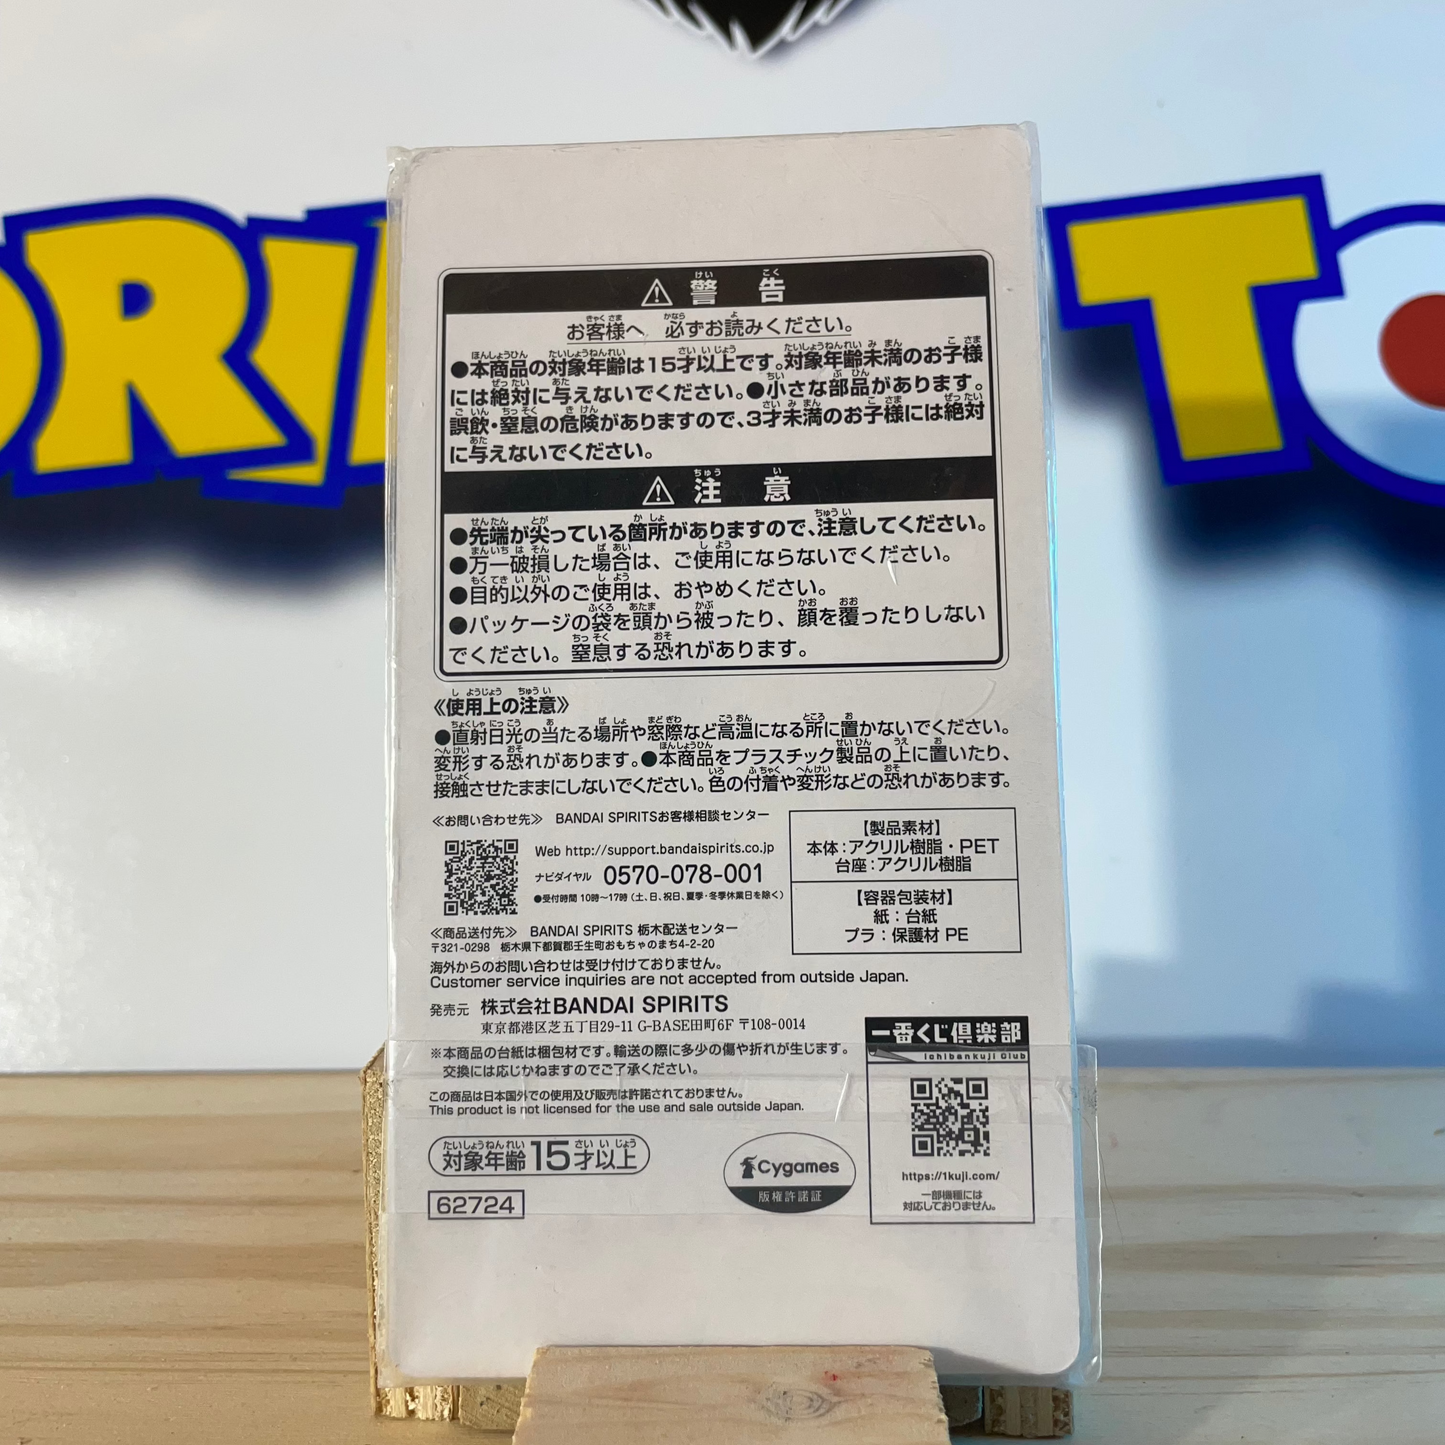 ORI
TO
⚠ 警告
お客様へ 必ずお読みください。
●本商品の対象年齢は15才以上です。対象年齢未満のお子様
には絶対に与えないでください。●小さな部品があります。
誤飲・窒息の危険がありますので、3才未満のお子様には絶対
に与えないでください。
⚠ 注意
●先端が尖っている箇所がありますので、注意してください。
●万一破損した場合は、ご使用にならないでください。
●目的以外のご使用は、おやめください。
●パッケージの袋を頭から被ったり、顔を覆ったりしない
でください。窒息する恐れがあります。
《使用上の注意》
●直射日光の当たる場所や窓際など高温になる所に置かないでください。
変形する恐れがあります。●本商品をプラスチック製品の上に置いたり、
接触させたままにしないでください。色の付着や変形などの恐れがあります。
≪お問い合わせ先≫ BANDAI SPIRITSお客様相談センター
Web http://support.bandaispirits.co.jp
ナビダイヤル 0570-078-001
●受付時間 10時～17時（土、日、祝日、夏季・冬季休業日を除く）
≪商品送付先≫ BANDAI SPIRITS 栃木配送センター
〒321-0298 栃木県下都賀郡壬生町おもちゃのまち4-2-20
【製品素材】
本体：アクリル樹脂・PET
台座：アクリル樹脂
【容器包装材】
紙：台紙
プラ：保護材 PE
海外からのお問い合わせは受け付けておりません。
Customer service inquiries are not accepted from outside Japan.
発売元 株式会社BANDAI SPIRITS
東京都港区芝五丁目29-11 G-BASE田町6F 〒108-0014
※本商品の台紙は梱包材です。輸送の際に多少の傷や折れが生じます。
交換には応じかねますのでご了承ください。
この商品は日本国外での使用及び販売は許諾されておりません。
This product is not licensed for the use and sale outside Japan.
対象年齢15才以上
62724
Cygames
版権許諾証
一番くじ倶楽部
Ichibankuji Club
https://1kuji.com/
一部機種には
対応しておりません。